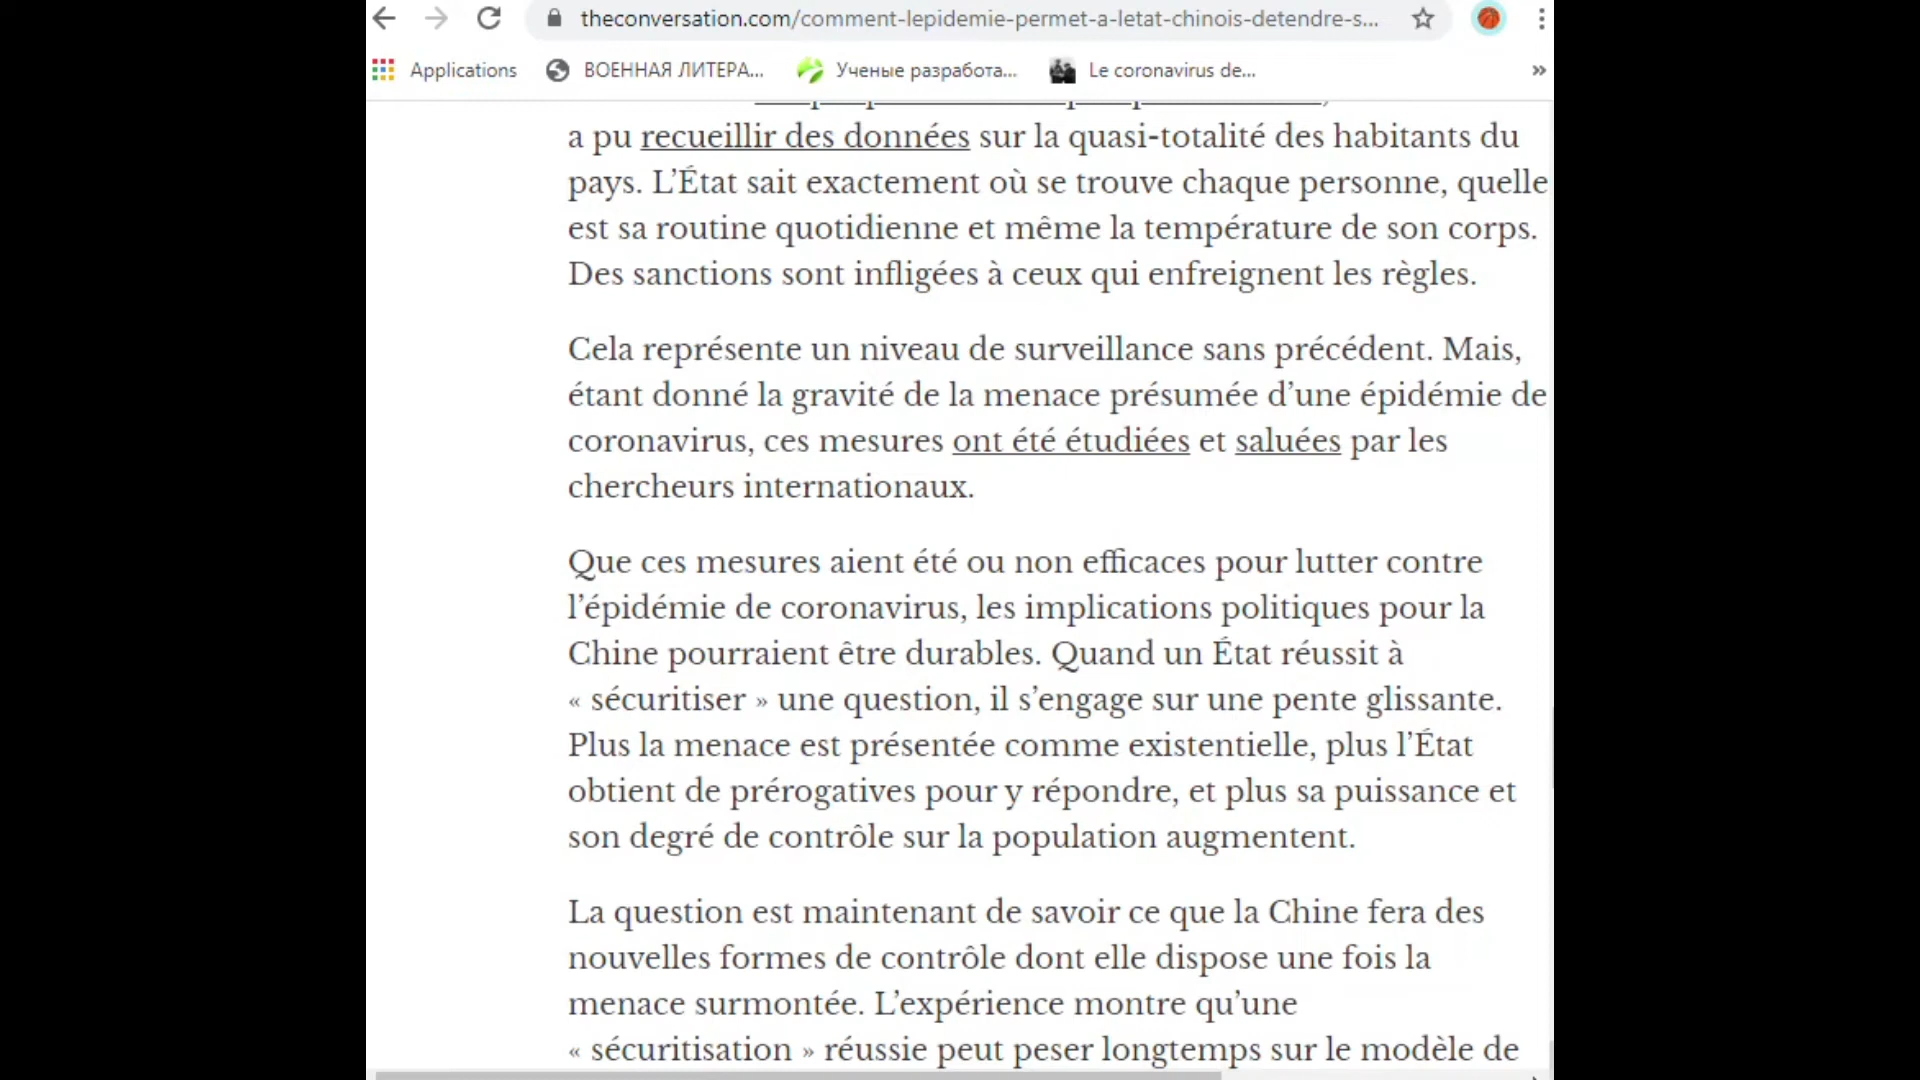 theconversation.com/comment-lepidemie-permet-a-letat-chinois-detendre-s...
Applications ВОЕННАЯ ЛИТЕРА... Ученые разработа... Le coronavirus de... »
a pu recueillir des données sur la quasi-totalité des habitants du
pays. L’État sait exactement où se trouve chaque personne, quelle
est sa routine quotidienne et même la température de son corps.
Des sanctions sont infligées à ceux qui enfreignent les règles.
Cela représente un niveau de surveillance sans précédent. Mais,
étant donné la gravité de la menace présumée d’une épidémie de
coronavirus, ces mesures ont été étudiées et saluées par les
chercheurs internationaux.
Que ces mesures aient été ou non efficaces pour lutter contre
l’épidémie de coronavirus, les implications politiques pour la
Chine pourraient être durables. Quand un État réussit à
« sécuritiser » une question, il s’engage sur une pente glissante.
Plus la menace est présentée comme existentielle, plus l’État
obtient de prérogatives pour y répondre, et plus sa puissance et
son degré de contrôle sur la population augmentent.
La question est maintenant de savoir ce que la Chine fera des
nouvelles formes de contrôle dont elle dispose une fois la
menace surmontée. L’expérience montre qu’une
« sécuritisation » réussie peut peser longtemps sur le modèle de